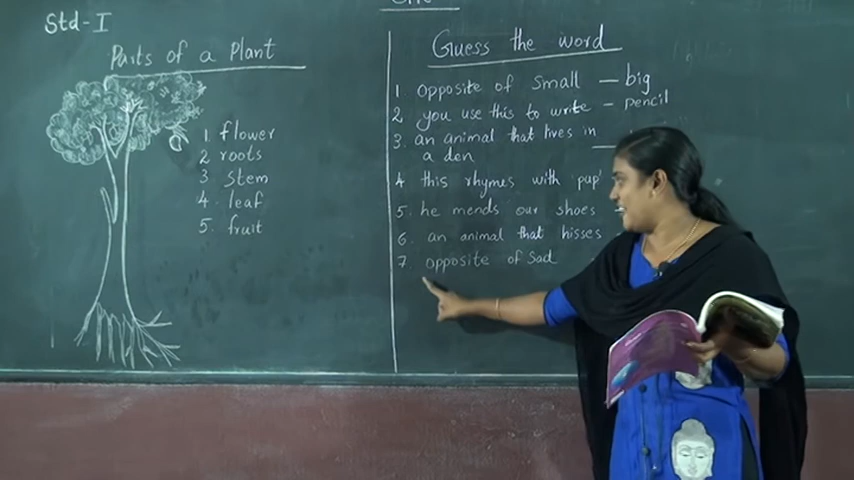 Std - I
Parts of a Plant
1. flower
2 roots
3 stem
4. leaf
5. fruit
Guess the word
1 opposite of Small — big
2 you use this to write – pencil
3. an animal that lives in —
a den
4 this rhymes with 'pup'
5. he mends our shoes –
6. an animal that hisses
7. opposite of Sad